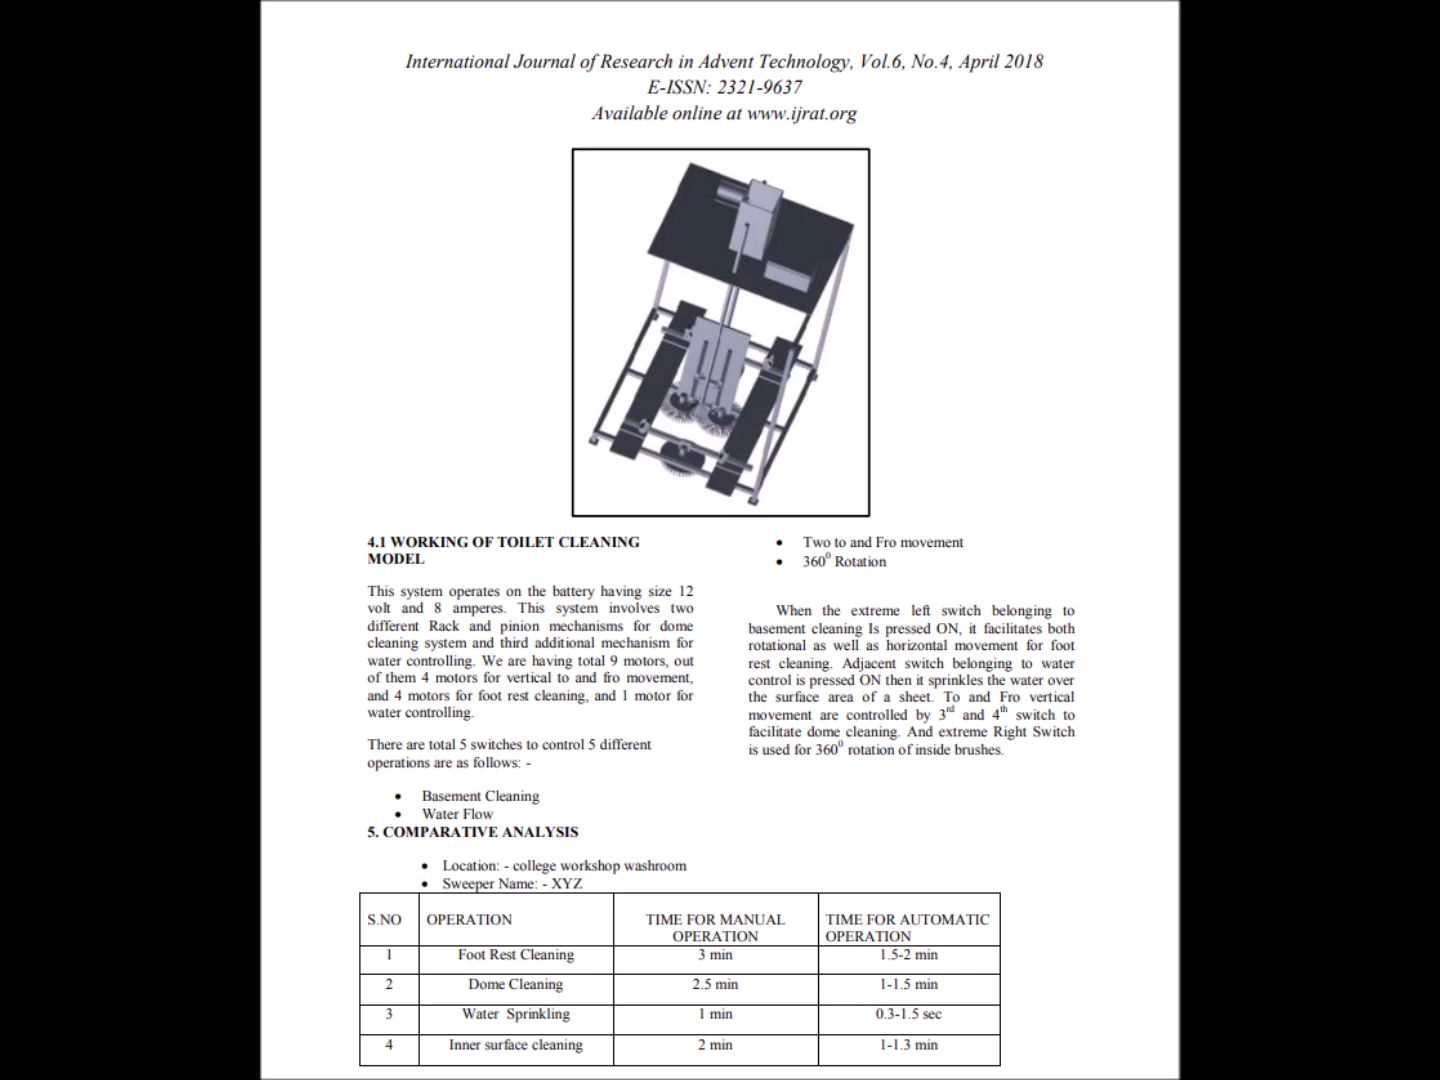 International Journal of Research in Advent Technology, Vol.6, No.4, April 2018
E-ISSN: 2321-9637
Available online at www.ijrat.org
4.1 WORKING OF TOILET CLEANING
MODEL
This system operates on the battery having size 12
volt and 8 amperes. This system involves two
different Rack and pinion mechanisms for dome
cleaning system and third additional mechanism for
water controlling. We are having total 9 motors, out
of them 4 motors for vertical to and fro movement,
and 4 motors for foot rest cleaning, and 1 motor for
water controlling.
There are total 5 switches to control 5 different
operations are as follows: -
• Basement Cleaning
• Water Flow
• Two to and Fro movement
• 360⁰ Rotation
When the extreme left switch belonging to
basement cleaning Is pressed ON, it facilitates both
rotational as well as horizontal movement for foot
rest cleaning. Adjacent switch belonging to water
control is pressed ON then it sprinkles the water over
the surface area of a sheet. To and Fro vertical
movement are controlled by 3rd and 4th switch to
facilitate dome cleaning. And extreme Right Switch
is used for 360⁰ rotation of inside brushes.
5. COMPARATIVE ANALYSIS
• Location: - college workshop washroom
• Sweeper Name: - XYZ
S.NO OPERATION TIME FOR MANUAL OPERATION TIME FOR AUTOMATIC OPERATION
1 Foot Rest Cleaning 3 min 1.5-2 min
2 Dome Cleaning 2.5 min 1-1.5 min
3 Water Sprinkling 1 min 0.3-1.5 sec
4 Inner surface cleaning 2 min 1-1.3 min